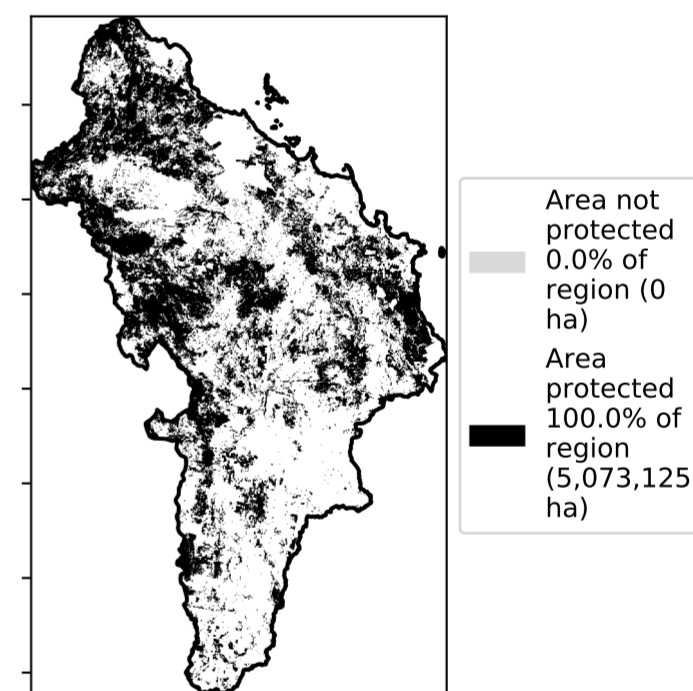 Area not
protected
0.0% of
region (0
ha)
Area
protected
100.0% of
region
(5,073,125
ha)